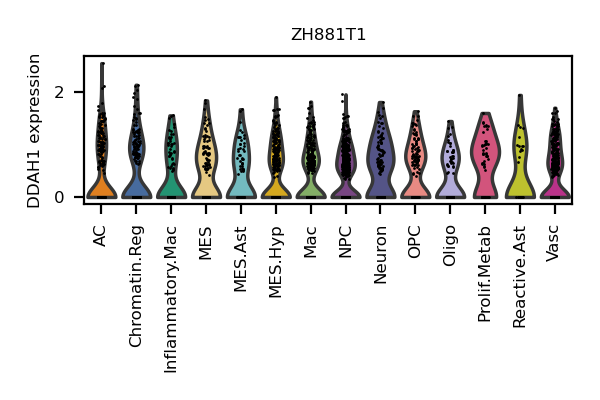 ZH881T1
DDAH1 expression
2
0
AC
Chromatin.Reg
Inflammatory.Mac
MES
MES.Ast
MES.Hyp
Mac
NPC
Neuron
OPC
Oligo
Prolif.Metab
Reactive.Ast
Vasc